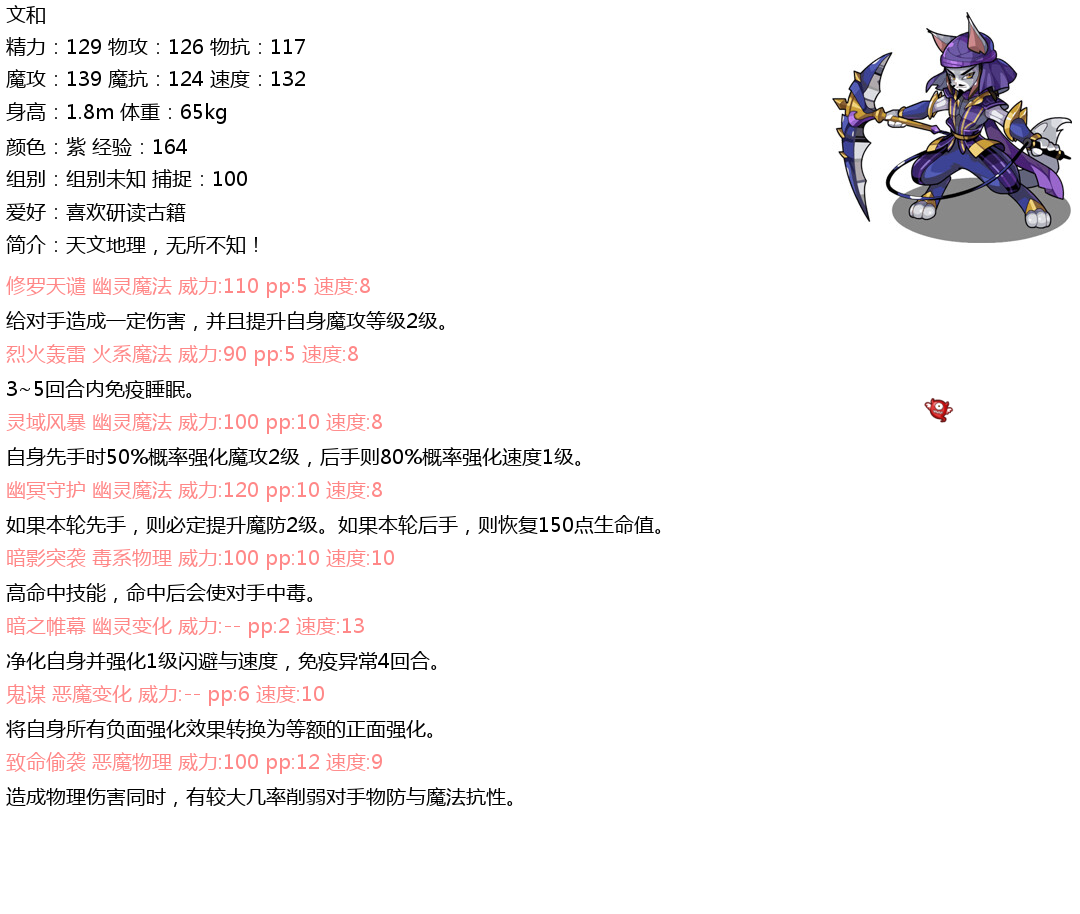 文和
精力：129 物攻：126 物抗：117
魔攻：139 魔抗：124 速度：132
身高：1.8m 体重：65kg
颜色：紫 经验：164
组别：组别未知 捕捉：100
爱好：喜欢研读古籍
简介：天文地理，无所不知！
修罗天谴 幽灵魔法 威力:110 pp:5 速度:8
给对手造成一定伤害，并且提升自身魔攻等级2级。
烈火轰雷 火系魔法 威力:90 pp:5 速度:8
3~5回合内免疫睡眠。
灵域风暴 幽灵魔法 威力:100 pp:10 速度:8
自身先手时50%概率强化魔攻2级，后手则80%概率强化速度1级。
幽冥守护 幽灵魔法 威力:120 pp:10 速度:8
如果本轮先手，则必定提升魔防2级。如果本轮后手，则恢复150点生命值。
暗影突袭 毒系物理 威力:100 pp:10 速度:10
高命中技能，命中后会使对手中毒。
暗之帷幕 幽灵变化 威力:-- pp:2 速度:13
净化自身并强化1级闪避与速度，免疫异常4回合。
鬼谋 恶魔变化 威力:-- pp:6 速度:10
将自身所有负面强化效果转换为等额的正面强化。
致命偷袭 恶魔物理 威力:100 pp:12 速度:9
造成物理伤害同时，有较大几率削弱对手物防与魔法抗性。